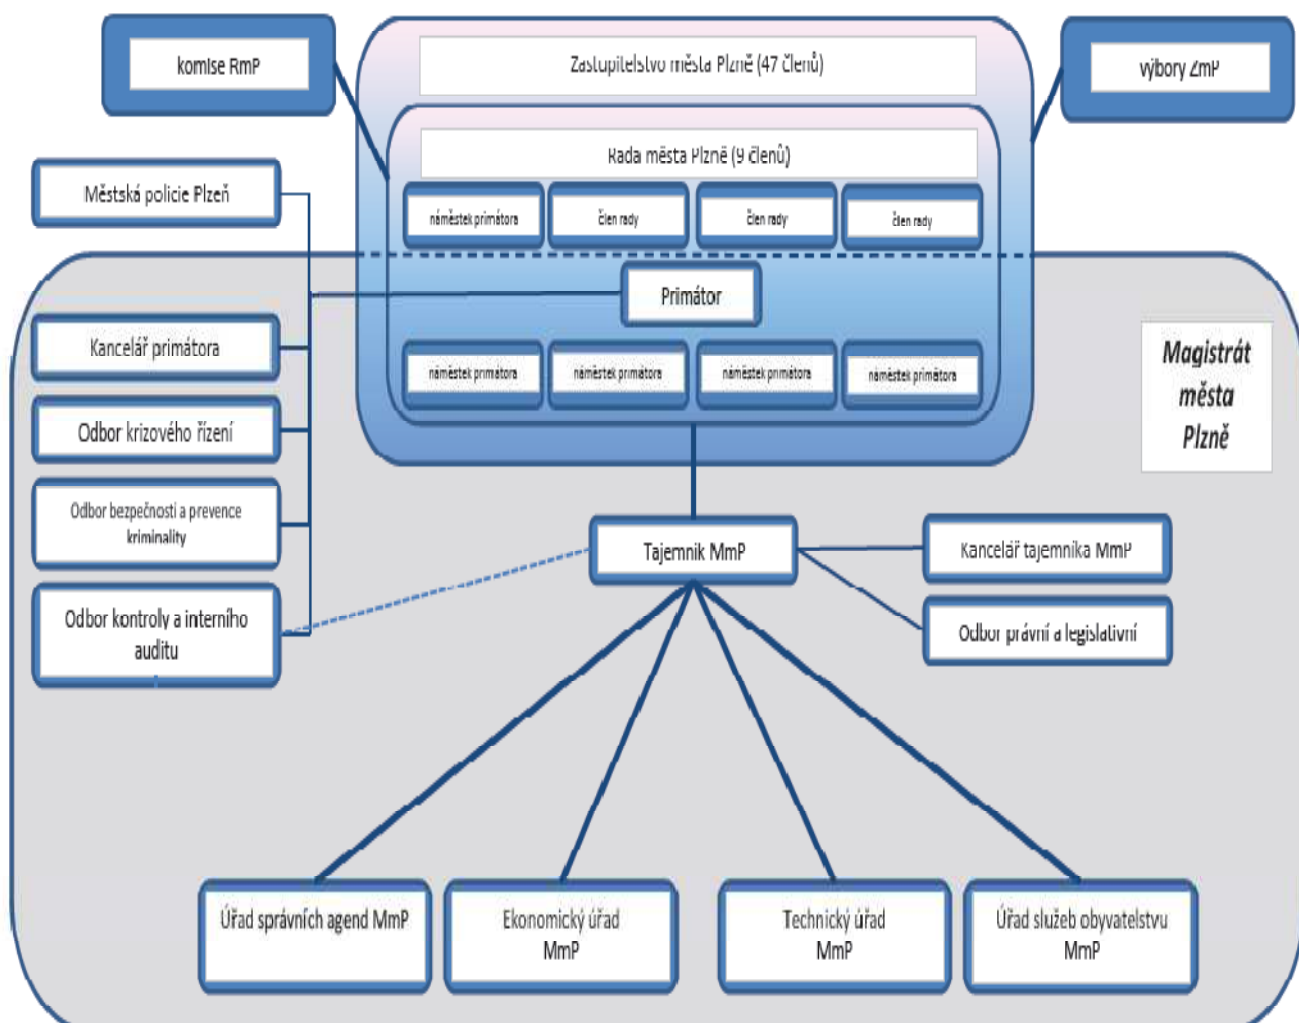 komise RmP
Zastupitelstvo města Plzně (47 členů)
výbory ZmP
Rada města Plzně (9 členů)
Městská policie Plzeň
náměstek primátora
člen rady
člen rady
člen rady
Primátor
Kancelář primátora
náměstek primátora
náměstek primátora
náměstek primátora
náměstek primátora
Magistrát
města
Plzně
Odbor krizového řízení
Odbor bezpečnosti a prevence
kriminality
Tajemnik MmP
Kancelář tajemníka MmP
Odbor kontroly a interního
auditu
Odbor právní a legislativní
Úřad správních agend MmP
Ekonomický úřad
MmP
Technický úřad
MmP
Úřad služeb obyvatelstvu
MmP